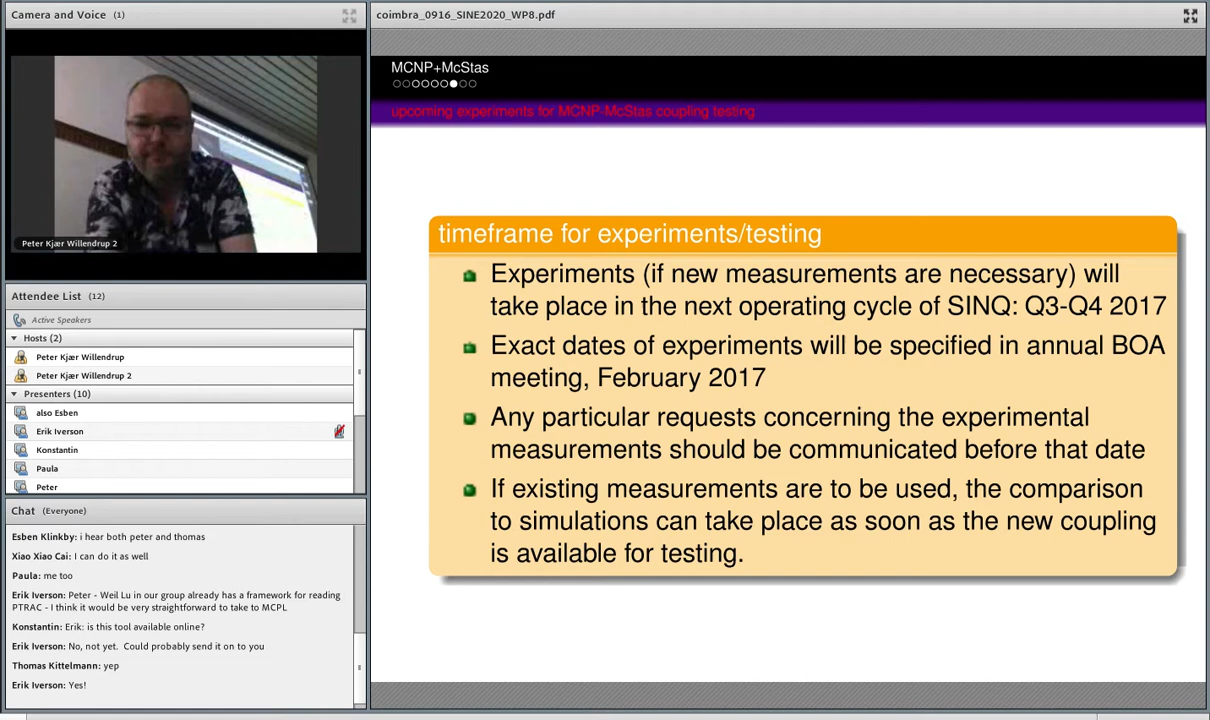 Camera and Voice (1)
Peter Kjær Willendrup 2
Attendee List (12)
Active Speakers
Hosts (2)
Peter Kjær Willendrup
Peter Kjær Willendrup 2
Presenters (10)
also Esben
Erik Iverson
Konstantin
Paula
Peter
Chat (Everyone)
Esben Klinkby: i hear both peter and thomas
Xiao Xiao Cai: I can do it as well
Paula: me too
Erik Iverson: Peter - Weil Lu in our group already has a framework for reading
PTRAC - I think it would be very straightforward to take to MCPL
Konstantin: Erik: is this tool available online?
Erik Iverson: No, not yet.  Could probably send it on to you
Thomas Kittelmann: yep
Erik Iverson: Yes!
coimbra_0916_SINE2020_WP8.pdf
MCNP+McStas
upcoming experiments for MCNP-McStas coupling testing
timeframe for experiments/testing
Experiments (if new measurements are necessary) will
take place in the next operating cycle of SINQ: Q3-Q4 2017
Exact dates of experiments will be specified in annual BOA
meeting, February 2017
Any particular requests concerning the experimental
measurements should be communicated before that date
If existing measurements are to be used, the comparison
to simulations can take place as soon as the new coupling
is available for testing.